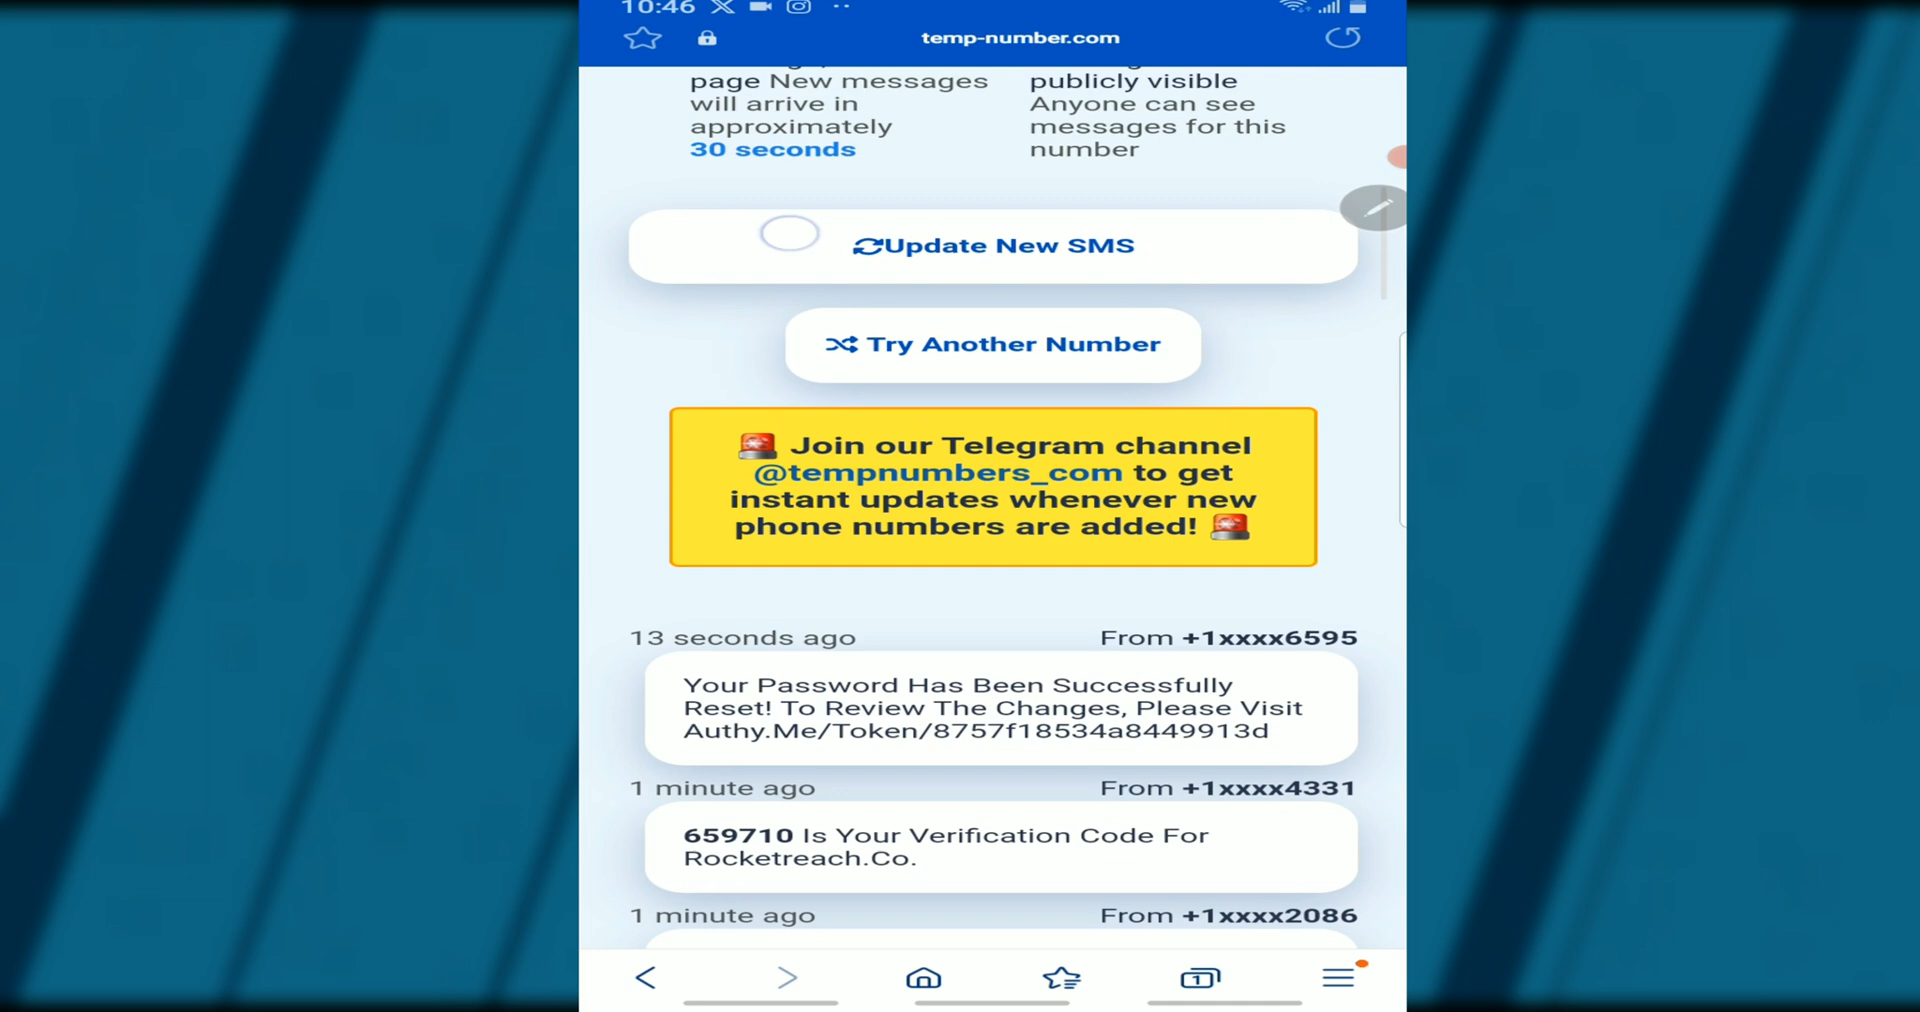 10:46
temp-number.com
page New messages
will arrive in
approximately
30 seconds
publicly visible
Anyone can see
messages for this
number
Update New SMS
Try Another Number
Join our Telegram channel
@tempnumbers_com to get
instant updates whenever new
phone numbers are added!
13 seconds ago
From +1xxxx6595
Your Password Has Been Successfully
Reset! To Review The Changes, Please Visit
Authy.Me/Token/8757f18534a8449913d
1 minute ago
From +1xxxx4331
659710 Is Your Verification Code For
Rocketreach.Co.
1 minute ago
From +1xxxx2086
1